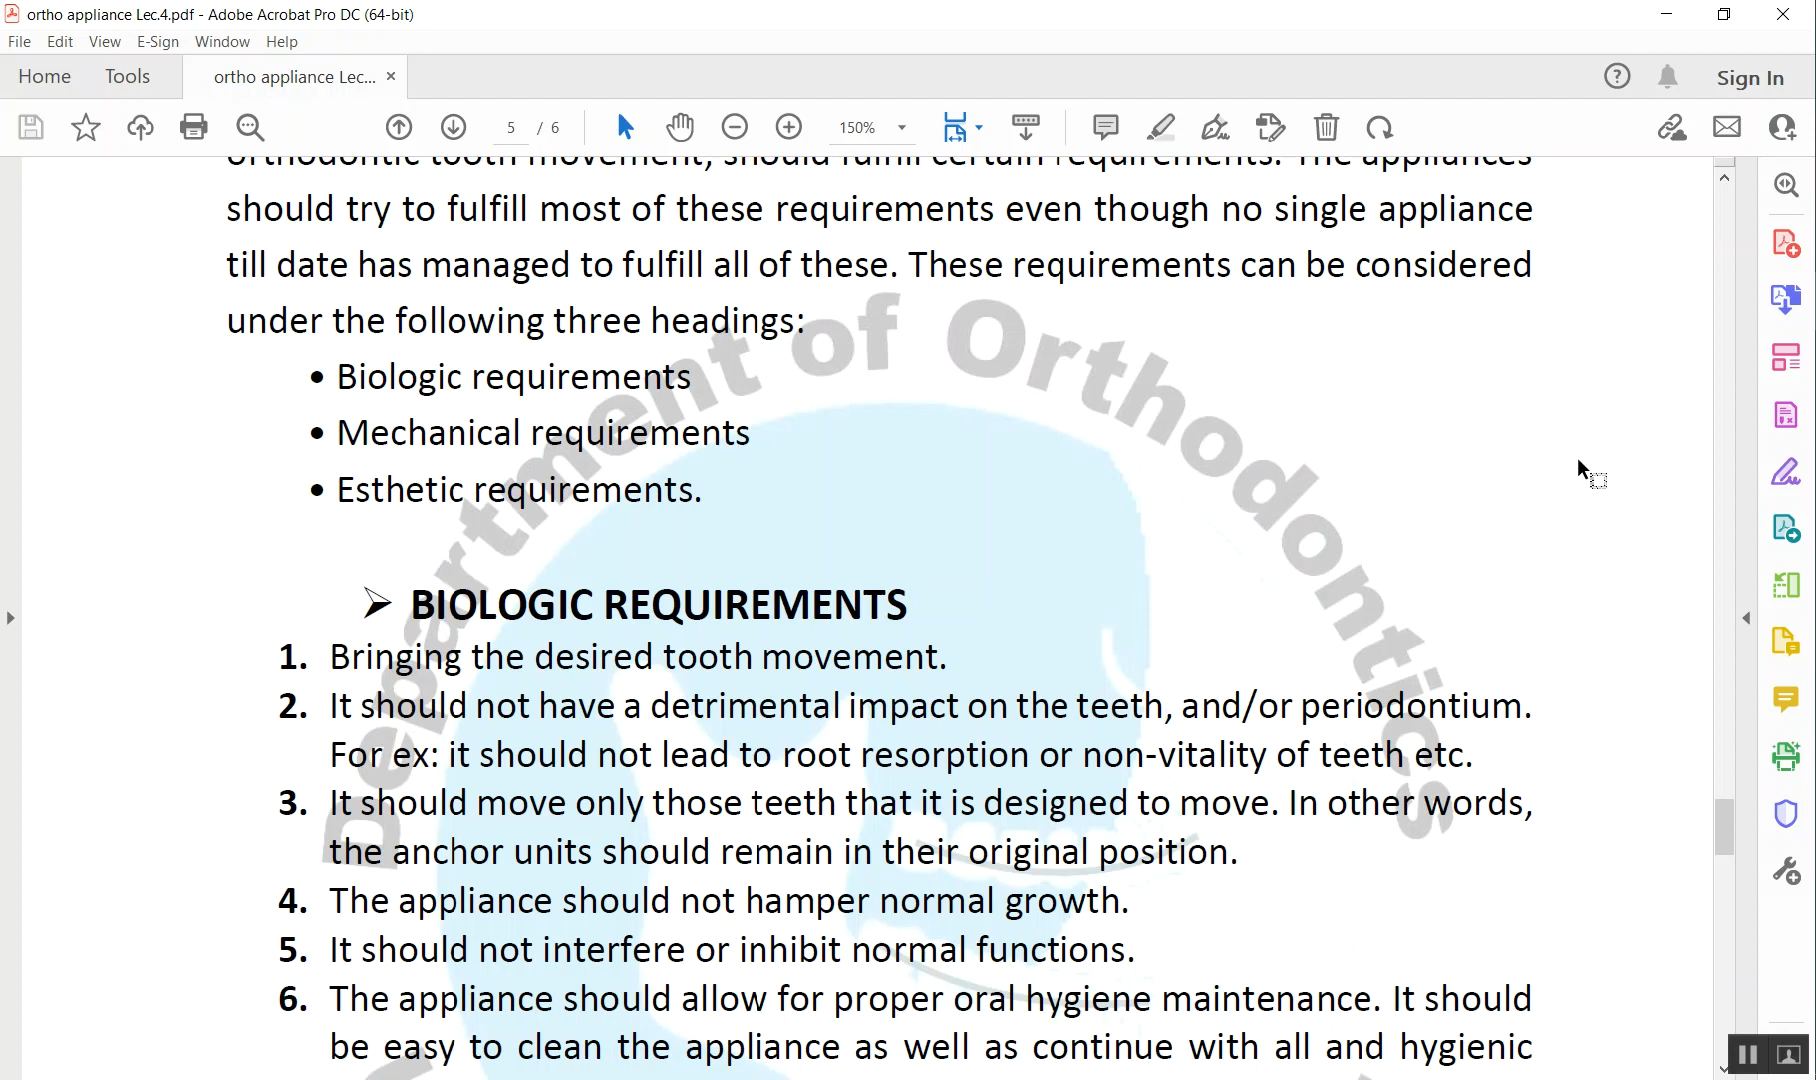 ortho appliance Lec.4.pdf - Adobe Acrobat Pro DC (64-bit)
File Edit View E-Sign Window Help
Home Tools ortho appliance Lec... × Sign In
5 / 6 150%
orthodontic tooth movement, should fulfill certain requirements. The appliances
should try to fulfill most of these requirements even though no single appliance
till date has managed to fulfill all of these. These requirements can be considered
under the following three headings:
• Biologic requirements
• Mechanical requirements
• Esthetic requirements.
Department of Orthodontics
➢ BIOLOGIC REQUIREMENTS
1. Bringing the desired tooth movement.
2. It should not have a detrimental impact on the teeth, and/or periodontium.
For ex: it should not lead to root resorption or non-vitality of teeth etc.
3. It should move only those teeth that it is designed to move. In other words,
the anchor units should remain in their original position.
4. The appliance should not hamper normal growth.
5. It should not interfere or inhibit normal functions.
6. The appliance should allow for proper oral hygiene maintenance. It should
be easy to clean the appliance as well as continue with all and hygienic